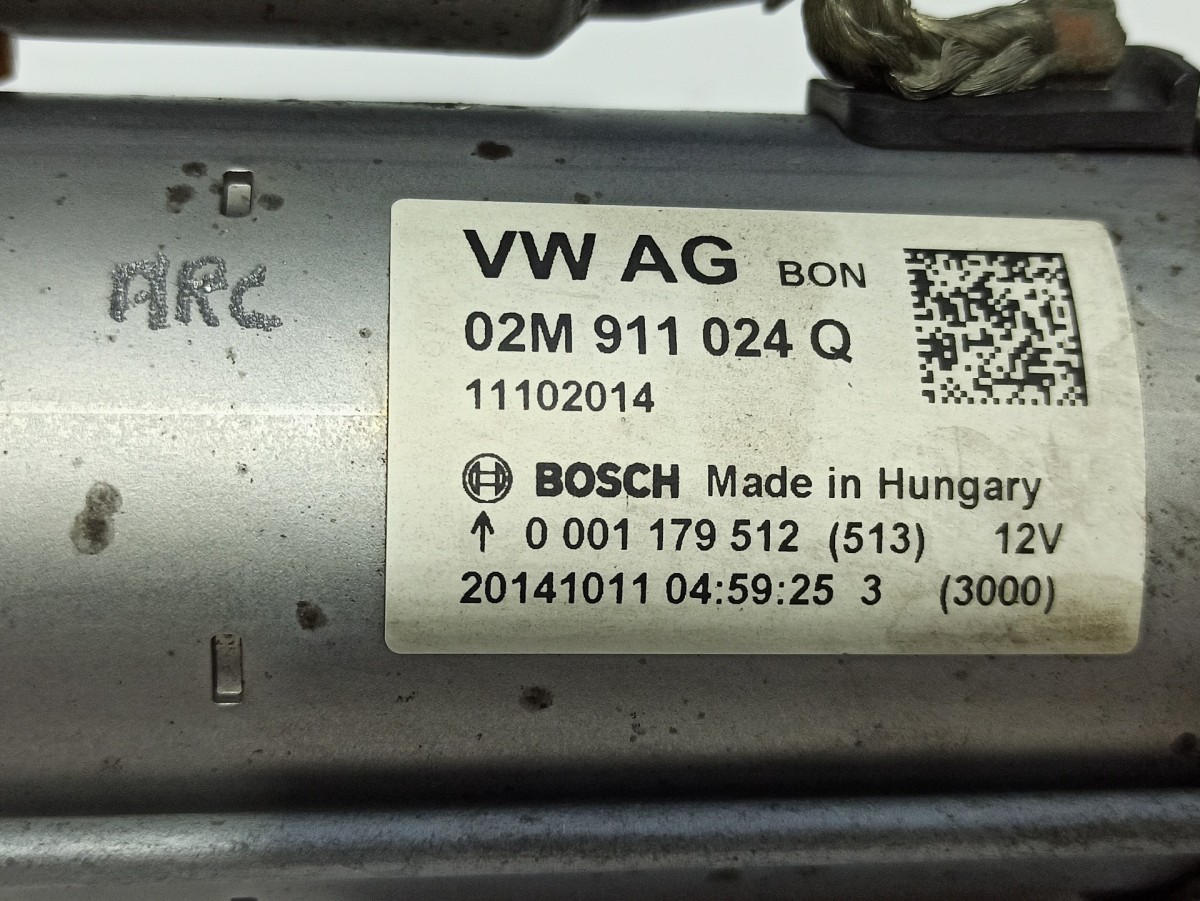 ARC
VW AG BON
02M 911 024 Q
11102014
BOSCH Made in Hungary
↑ 0 001 179 512 (513) 12V
20141011 04:59:25 3 (3000)